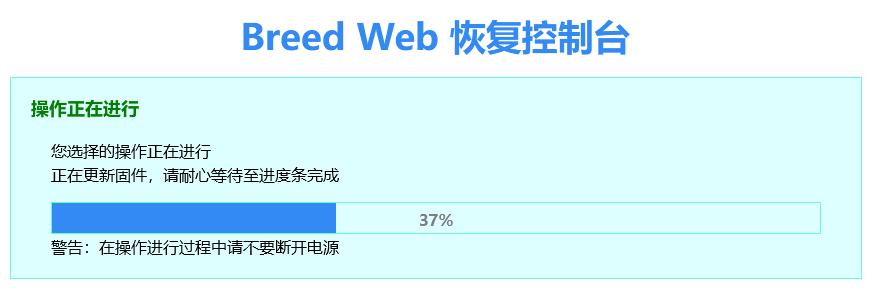 Breed Web 恢复控制台
操作正在进行
您选择的操作正在进行
正在更新固件，请耐心等待至进度条完成
37%
警告：在操作进行过程中请不要断开电源